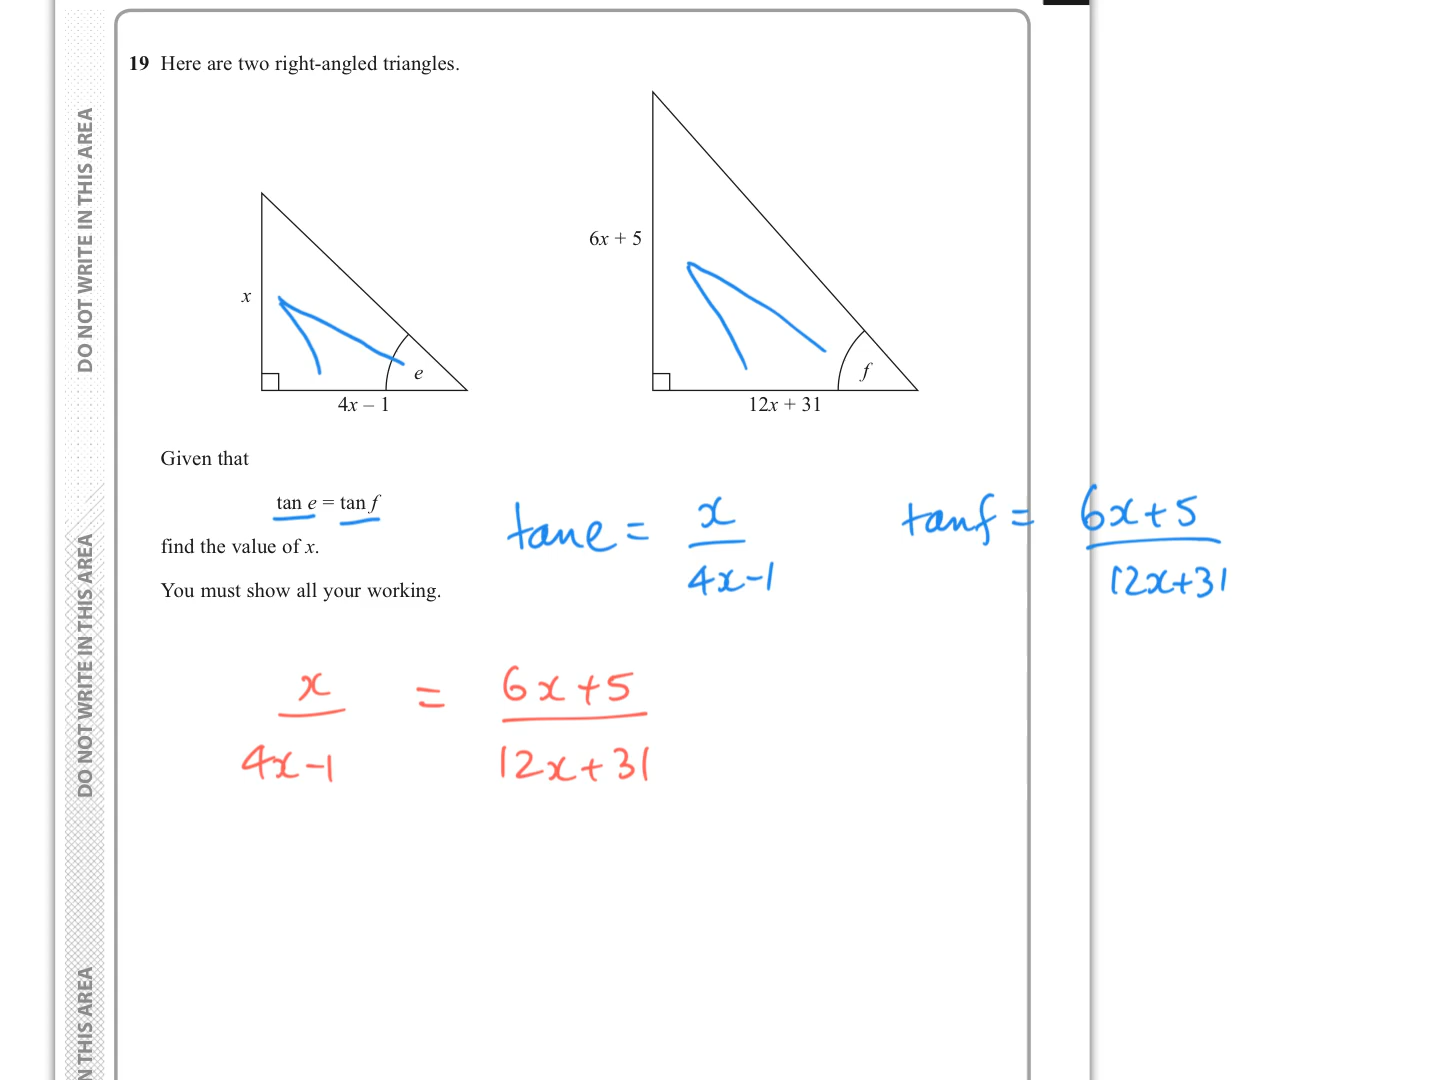 19 Here are two right-angled triangles.
6x + 5
x
e
f
4x – 1
12x + 31
Given that
tan e = tan f
find the value of x.
You must show all your working.
tan e = x / 4x-1
tan f = 6x+5 / 12x+31
x / 4x-1 = 6x+5 / 12x+31
DO NOT WRITE IN THIS AREA
DO NOT WRITE IN THIS AREA
N THIS AREA